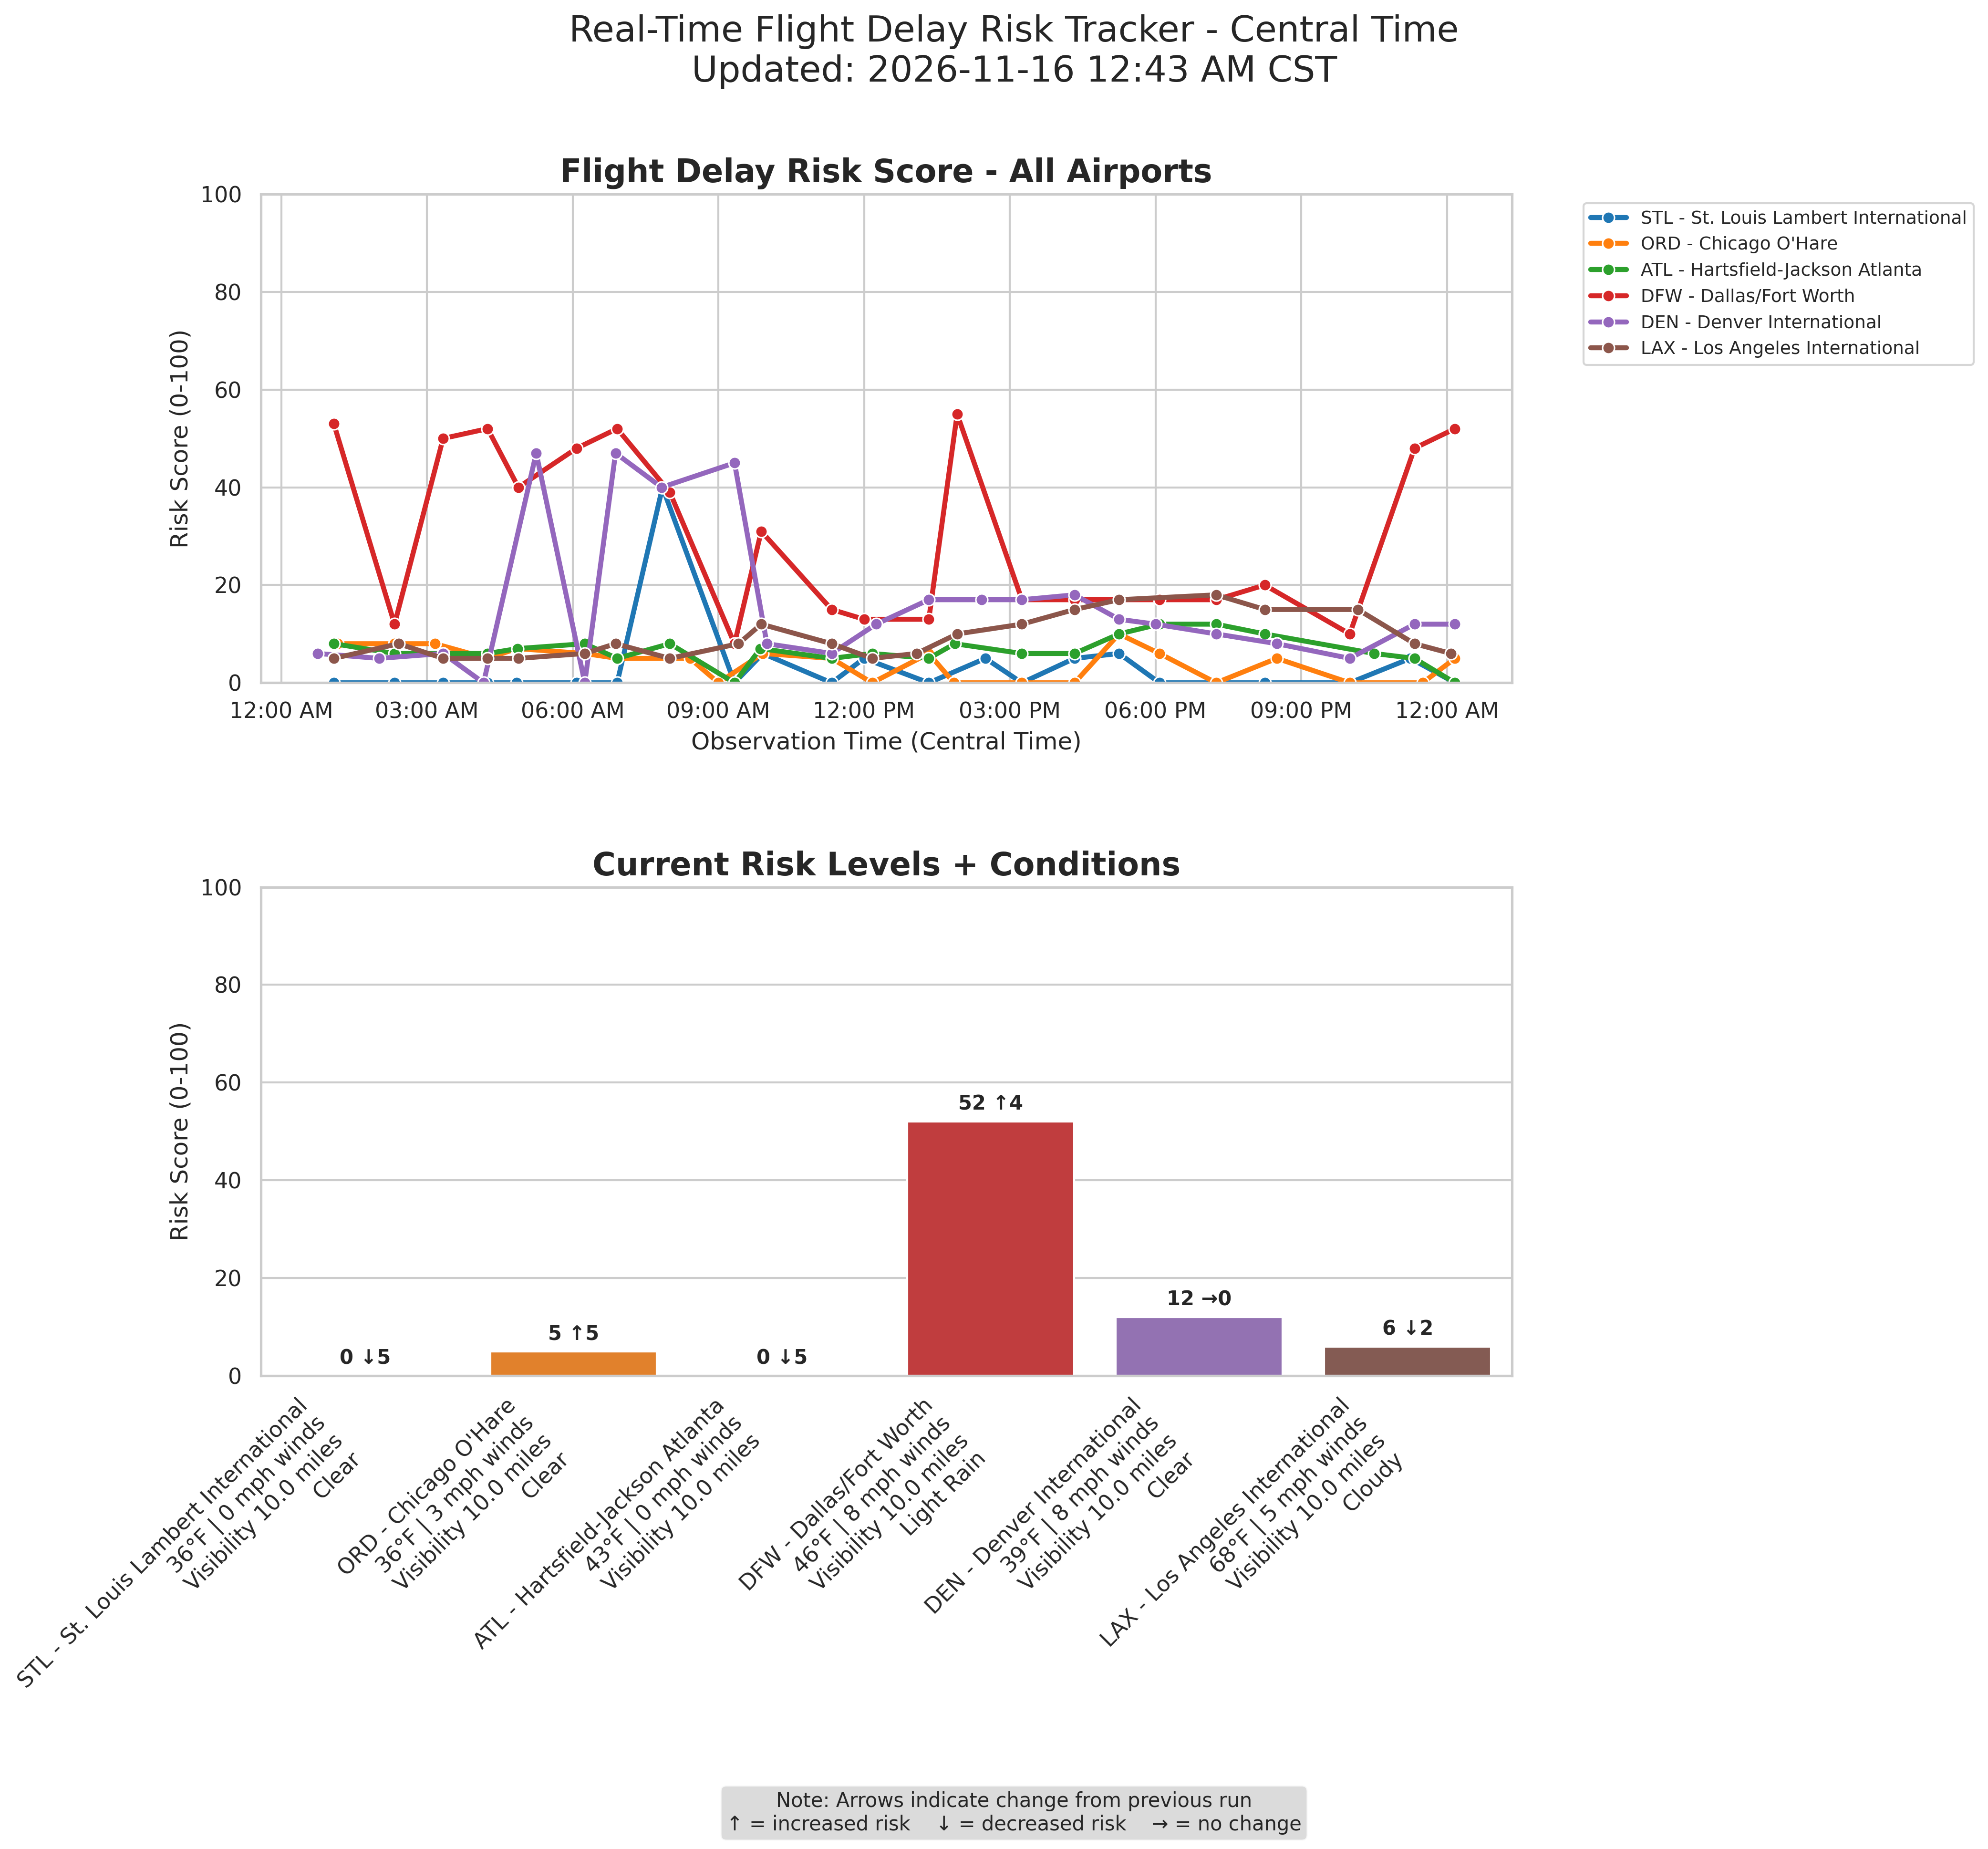 Real-Time Flight Delay Risk Tracker - Central Time
Updated: 2026-11-16 12:43 AM CST
Flight Delay Risk Score - All Airports
100
80
60
40
20
0
Risk Score (0-100)
12:00 AM
03:00 AM
06:00 AM
09:00 AM
12:00 PM
03:00 PM
06:00 PM
09:00 PM
12:00 AM
Observation Time (Central Time)
STL - St. Louis Lambert International
ORD - Chicago O'Hare
ATL - Hartsfield-Jackson Atlanta
DFW - Dallas/Fort Worth
DEN - Denver International
LAX - Los Angeles International
Current Risk Levels + Conditions
100
80
60
40
20
0
Risk Score (0-100)
0 ↓5
5 ↑5
0 ↓5
52 ↑4
12 →0
6 ↓2
STL - St. Louis Lambert International
36°F | 0 mph winds
Visibility 10.0 miles
Clear
ORD - Chicago O'Hare
36°F | 3 mph winds
Visibility 10.0 miles
Clear
ATL - Hartsfield-Jackson Atlanta
43°F | 0 mph winds
Visibility 10.0 miles
DFW - Dallas/Fort Worth
46°F | 8 mph winds
Visibility 10.0 miles
Light Rain
DEN - Denver International
39°F | 8 mph winds
Visibility 10.0 miles
Clear
LAX - Los Angeles International
68°F | 5 mph winds
Visibility 10.0 miles
Cloudy
Note: Arrows indicate change from previous run
↑ = increased risk ↓ = decreased risk → = no change